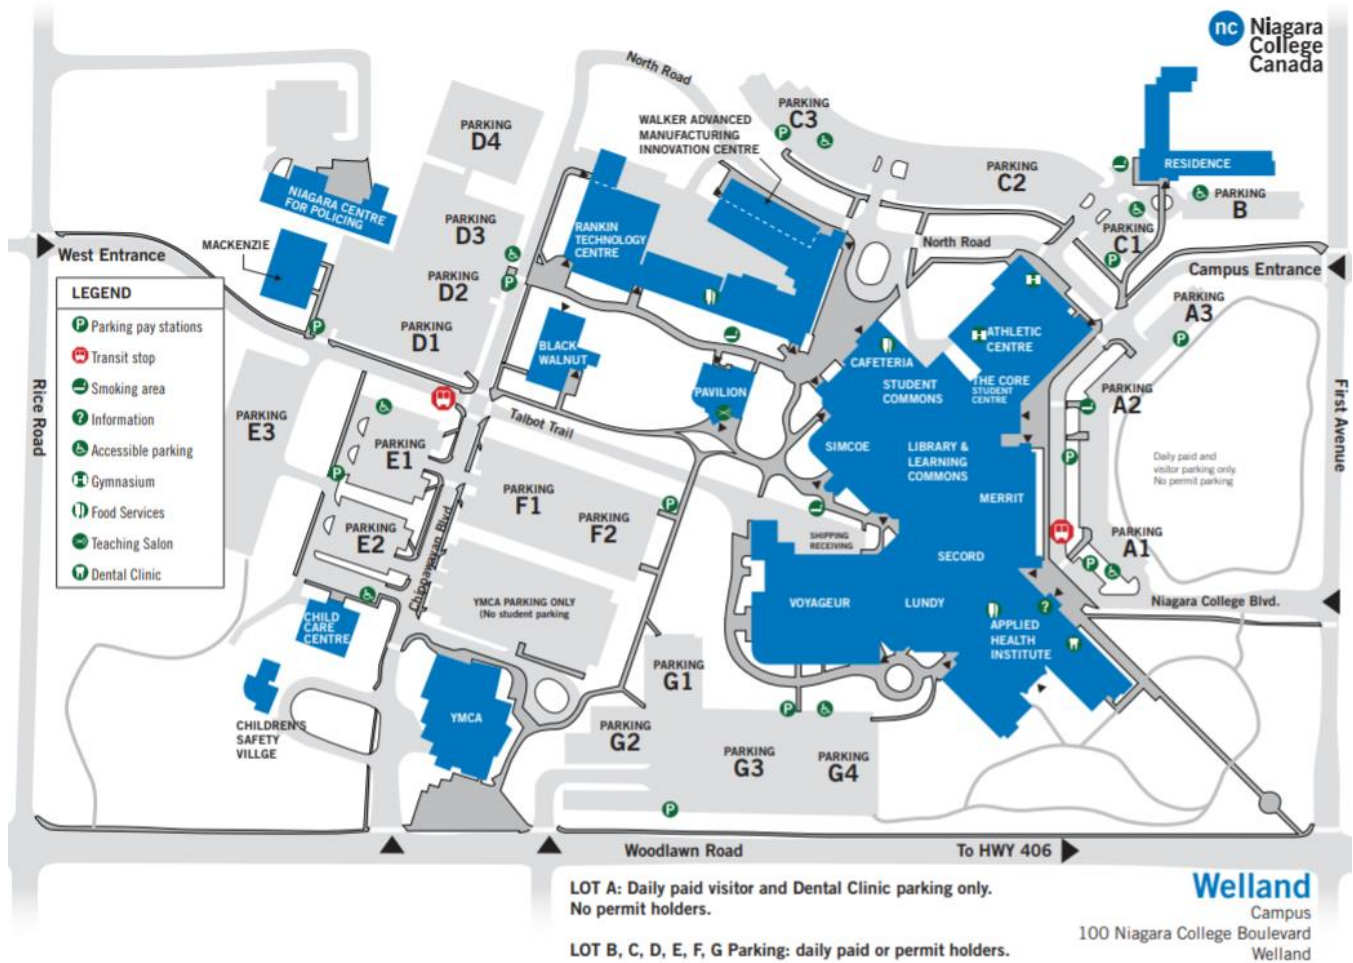 nc Niagara
College
Canada
North Road
WALKER ADVANCED
MANUFACTURING
INNOVATION CENTRE
PARKING
C3
PARKING
D4
PARKING
C2
RESIDENCE
PARKING
B
NIAGARA CENTRE
FOR POLICING
PARKING
D3
RANKIN
TECHNOLOGY
CENTRE
PARKING
C1
North Road
MACKENZIE
West Entrance
Campus Entrance
PARKING
D2
PARKING
A3
PARKING
D1
LEGEND
P Parking pay stations
Transit stop
Smoking area
? Information
Accessible parking
Gymnasium
Food Services
Teaching Salon
Dental Clinic
Rice Road
First Avenue
BLACK
WALNUT
PAVILION
CAFETERIA
STUDENT
COMMONS
ATHLETIC
CENTRE
THE CORE
STUDENT
CENTRE
PARKING
A2
PARKING
E3
PARKING
E1
Talbot Trail
SIMCOE
LIBRARY &
LEARNING
COMMONS
MERRIT
Daily paid and
visitor parking only.
No permit parking
PARKING
F1
PARKING
F2
PARKING
E2
Chippawavan Blvd
SHIPPING
RECEIVING
SECOND
PARKING
A1
YMCA PARKING ONLY
(No student parking
VOYAGEUR
LUNDY
Niagara College Blvd.
CHILD
CARE
CENTRE
APPLIED
HEALTH
INSTITUTE
PARKING
G1
CHILDREN'S
SAFETY
VILLGE
YMCA
PARKING
G2
PARKING
G3
PARKING
G4
Woodlawn Road
To HWY 406
LOT A: Daily paid visitor and Dental Clinic parking only.
No permit holders.
LOT B, C, D, E, F, G Parking: daily paid or permit holders.
Welland
Campus
100 Niagara College Boulevard
Welland